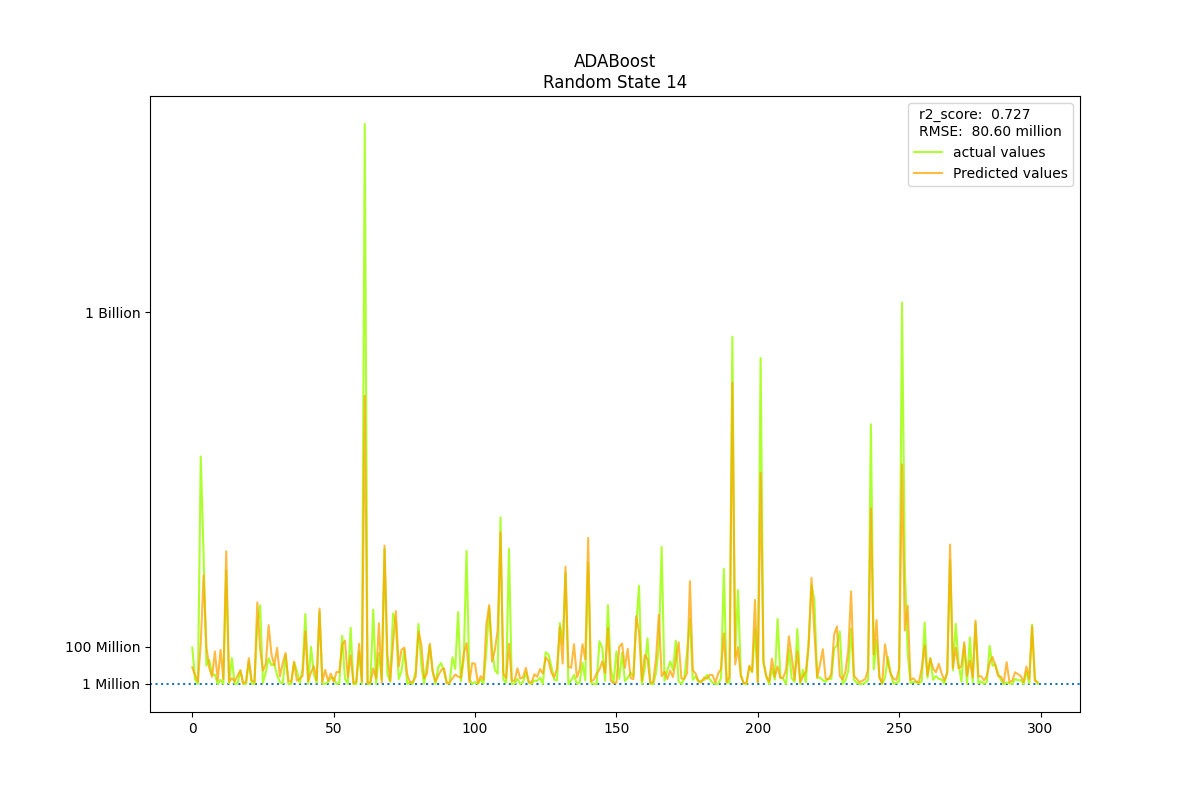 ADABoost
Random State 14
r2_score:  0.727
RMSE:  80.60 million
actual values
Predicted values
1 Billion
100 Million
1 Million
0 50 100 150 200 250 300